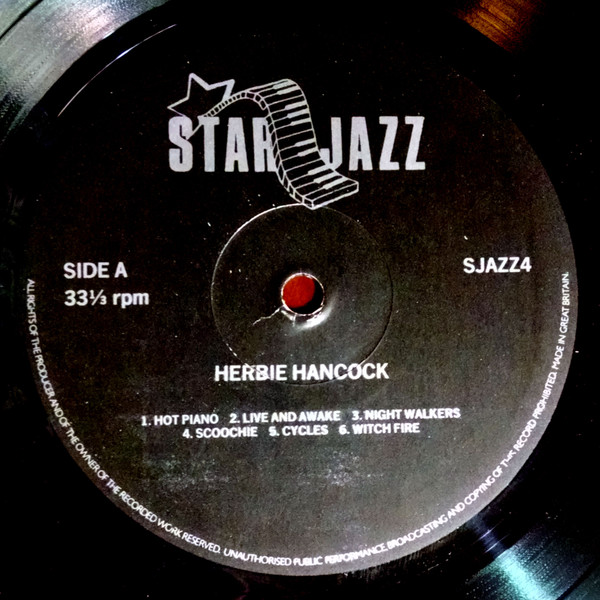 STAR JAZZ
SIDE A
33⅓ rpm
SJAZZ4
HERBIE HANCOCK
1. HOT PIANO 2. LIVE AND AWAKE 3. NIGHT WALKERS
4. SCOOCHIE 5. CYCLES 6. WITCH FIRE
ALL RIGHTS OF THE PRODUCER AND OF THE OWNER OF THE RECORDED WORK RESERVED. UNAUTHORISED PUBLIC PERFORMANCE, BROADCASTING AND COPYING OF THE RECORD PROHIBITED. MADE IN GREAT BRITAIN.